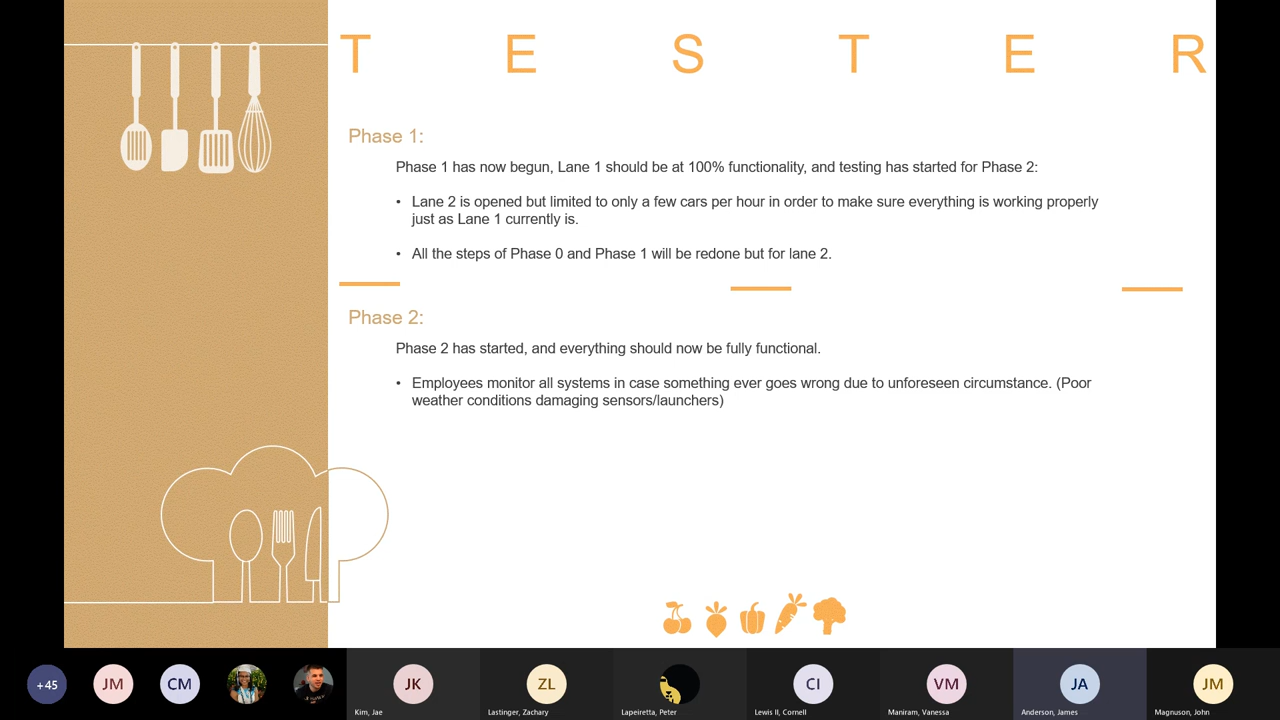 T E S T E R
Phase 1:
Phase 1 has now begun, Lane 1 should be at 100% functionality, and testing has started for Phase 2:
• Lane 2 is opened but limited to only a few cars per hour in order to make sure everything is working properly
just as Lane 1 currently is.
• All the steps of Phase 0 and Phase 1 will be redone but for lane 2.
Phase 2:
Phase 2 has started, and everything should now be fully functional.
• Employees monitor all systems in case something ever goes wrong due to unforeseen circumstance. (Poor
weather conditions damaging sensors/launchers)
+45 JM CM JK ZL CI VM JA JM
Kim, Jae Lastinger, Zachary Lapeiretta, Peter Lewis II, Cornell Maniram, Vanessa Anderson, James Magnuson, John